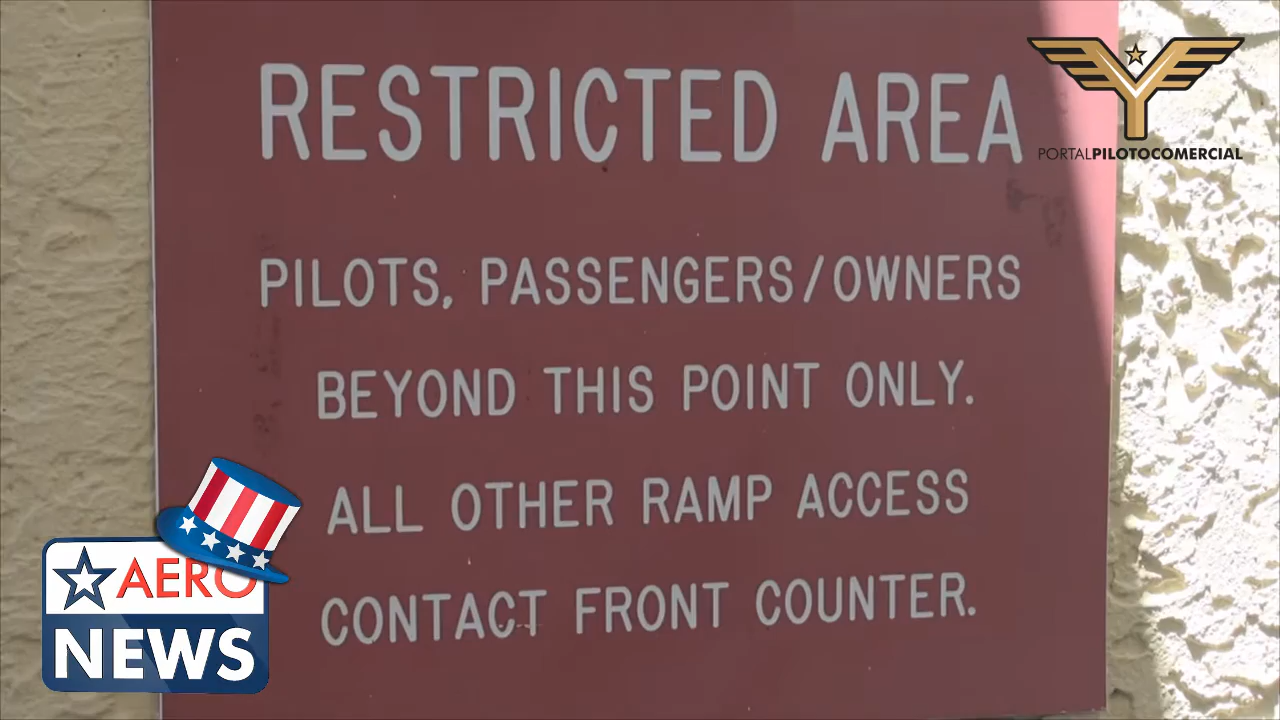 RESTRICTED AREA
PORTALPILOTOCOMERCIAL
PILOTS, PASSENGERS/OWNERS
BEYOND THIS POINT ONLY.
ALL OTHER RAMP ACCESS
CONTACT FRONT COUNTER.
AERO
NEWS